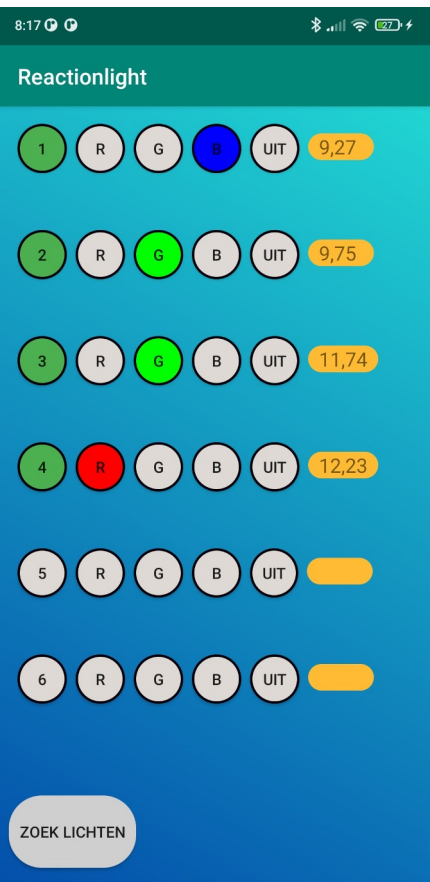 8:17 27
Reactionlight
1 R G B UIT 9,27
2 R G B UIT 9,75
3 R G B UIT 11,74
4 R G B UIT 12,23
5 R G B UIT
6 R G B UIT
ZOEK LICHTEN